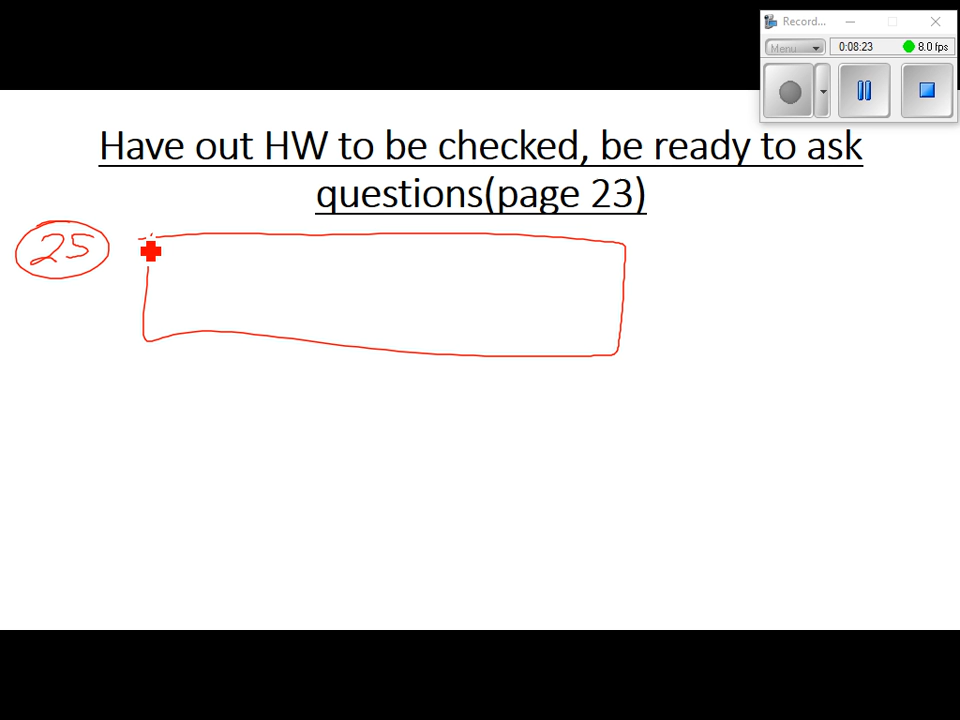 Record...
Menu
0:08:23
8.0 fps
Have out HW to be checked, be ready to ask
questions(page 23)
25